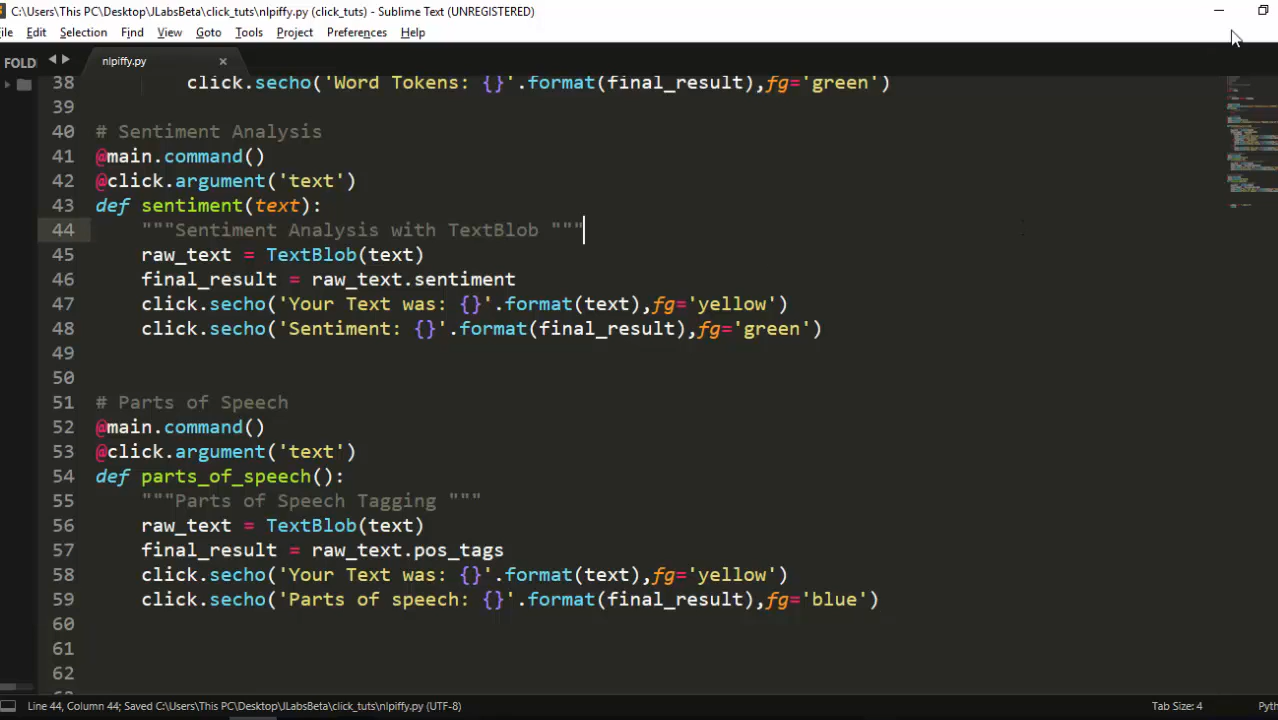 C:\Users\This PC\Desktop\JLabsBeta\click_tuts\nlpiffy.py (click_tuts) - Sublime Text (UNREGISTERED)
ile Edit Selection Find View Goto Tools Project Preferences Help
FOLD
nlpiffy.py
38 click.secho('Word Tokens: {}'.format(final_result),fg='green')
39
40 # Sentiment Analysis
41 @main.command()
42 @click.argument('text')
43 def sentiment(text):
44 """Sentiment Analysis with TextBlob """
45 raw_text = TextBlob(text)
46 final_result = raw_text.sentiment
47 click.secho('Your Text was: {}'.format(text),fg='yellow')
48 click.secho('Sentiment: {}'.format(final_result),fg='green')
49
50
51 # Parts of Speech
52 @main.command()
53 @click.argument('text')
54 def parts_of_speech():
55 """Parts of Speech Tagging """
56 raw_text = TextBlob(text)
57 final_result = raw_text.pos_tags
58 click.secho('Your Text was: {}'.format(text),fg='yellow')
59 click.secho('Parts of speech: {}'.format(final_result),fg='blue')
60
61
62
Line 44, Column 44; Saved C:\Users\This PC\Desktop\JLabsBeta\click_tuts\nlpiffy.py (UTF-8) Tab Size: 4 Pyth